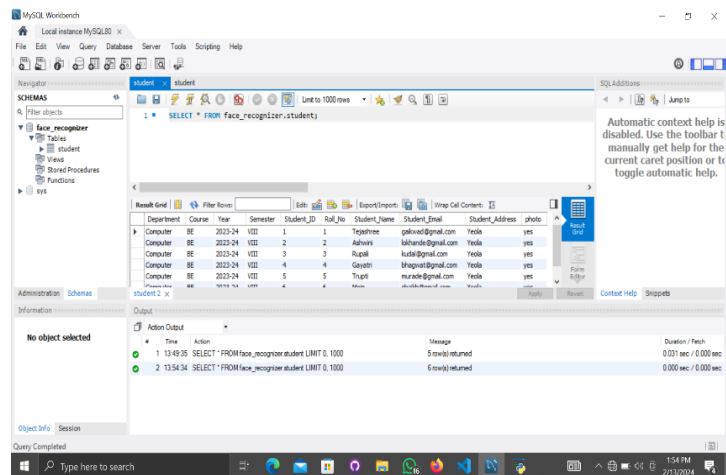 MySQL Workbench
Local instance MySQL80 ×
File Edit View Query Database Server Tools Scripting Help
Navigator
SCHEMAS
Filter objects
face_recognizer
Tables
student
Views
Stored Procedures
Functions
sys
Administration Schemas
Information
No object selected
Object Info Session
Query Completed
student × student
Limit to 1000 rows
1 SELECT * FROM face_recognizer.student;
Result Grid Filter Rows: Edit: Export/Import: Wrap Cell Content:
Department Course Year Semester Student_ID Roll_No Student_Name Student_Email Student_Address photo
Computer BE 2023-24 VIII 1 1 Tejashree gaikwad@gmail.com Yeola yes
Computer BE 2023-24 VIII 2 2 Ashwini lokhande@gmail.com Yeola yes
Computer BE 2023-24 VIII 3 3 Rupali kudal@gmail.com Yeola yes
Computer BE 2023-24 VIII 4 4 Gayatri bhagwat@gmail.com Yeola yes
Computer BE 2023-24 VIII 5 5 Trupti murade@gmail.com Yeola yes
Result Grid
Form Editor
student 2 ×
Apply Revert
SQLAdditions
Jump to
Automatic context help is
disabled. Use the toolbar t
manually get help for the
current caret position or to
toggle automatic help.
Context Help Snippets
Output
Action Output
# Time Action Message Duration / Fetch
1 13:49:35 SELECT * FROM face_recognizer.student LIMIT 0, 1000 5 row(s) returned 0.031 sec / 0.000 sec
2 13:54:34 SELECT * FROM face_recognizer.student LIMIT 0, 1000 6 row(s) returned 0.000 sec / 0.000 sec
Type here to search
16
1:54 PM
2/13/2024